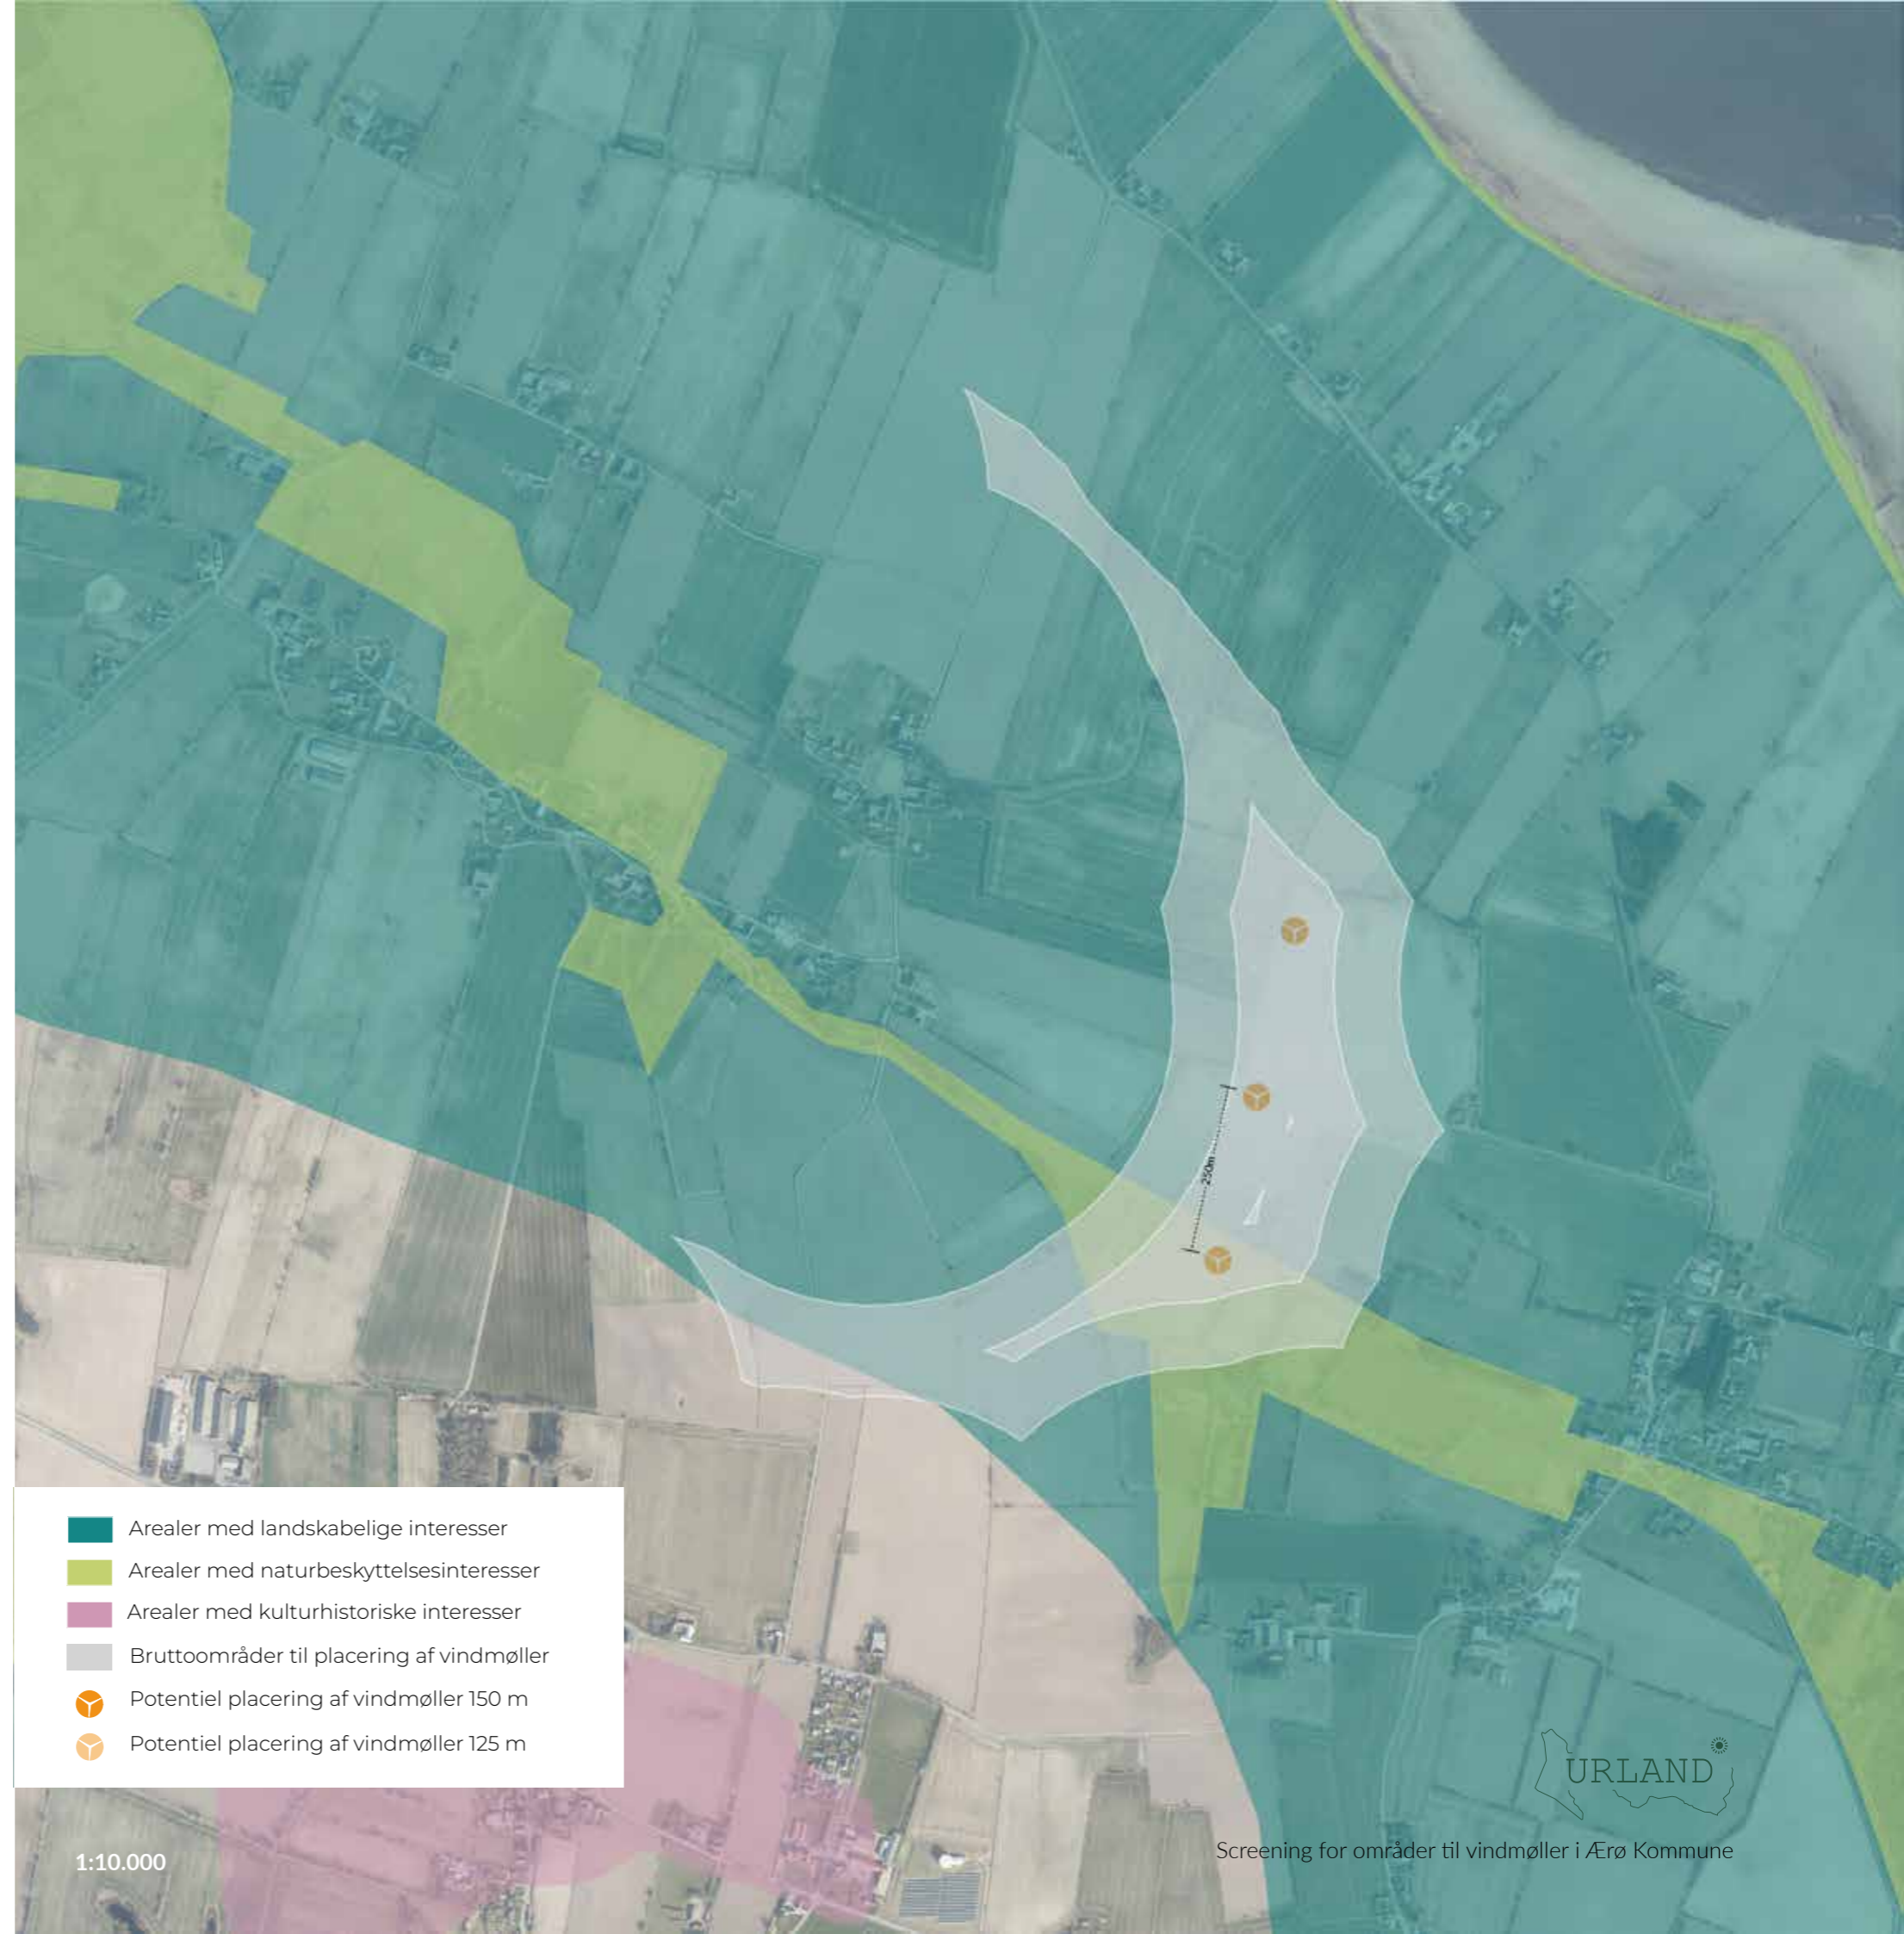 250m
Arealer med landskabelige interesser
Arealer med naturbeskyttelsesinteresser
Arealer med kulturhistoriske interesser
Bruttoområder til placering af vindmøller
Potentiel placering af vindmøller 150 m
Potentiel placering af vindmøller 125 m
URLAND
Screening for områder til vindmøller i Ærø Kommune
1:10.000